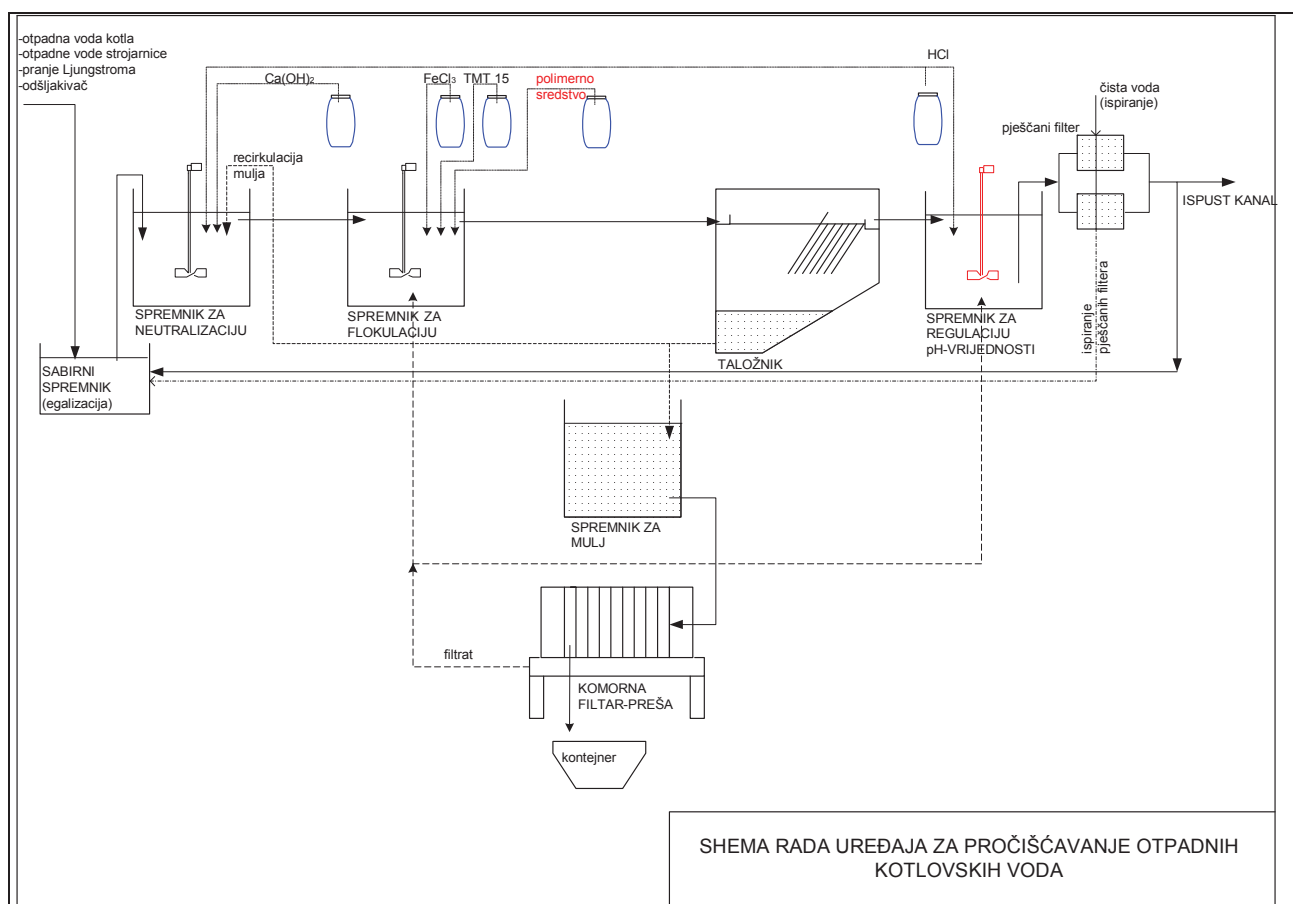 -otpadna voda kotla
-otpadne vode strojarnice
-pranje Ljungstroma
-odšljakivač
Ca(OH)₂
FeCl₃
TMT 15
polimerno
sredstvo
HCl
čista voda
(ispiranje)
pješčani filter
recirkulacija
mulja
ISPUST KANAL
SPREMNIK ZA
NEUTRALIZACIJU
SPREMNIK ZA
FLOKULACIJU
TALOŽNIK
SPREMNIK ZA
REGULACIJU
pH-VRIJEDNOSTI
ispiranje
pješčanih filtera
SABIRNI
SPREMNIK
(egalizacija)
SPREMNIK ZA
MULJ
filtrat
KOMORNA
FILTAR-PREŠA
kontejner
SHEMA RADA UREĐAJA ZA PROČIŠĆAVANJE OTPADNIH
KOTLOVSKIH VODA